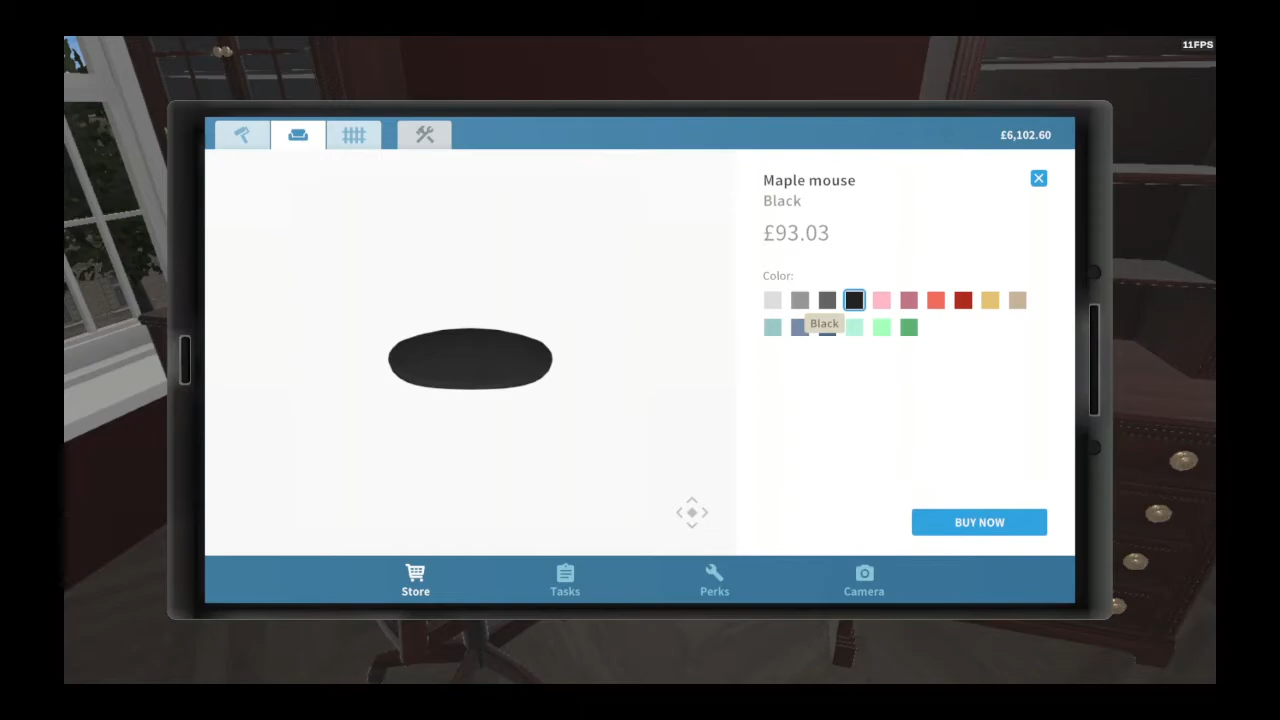 11FPS
£6,102.60
Maple mouse
Black
£93.03
Color:
Black
BUY NOW
Store
Tasks
Perks
Camera